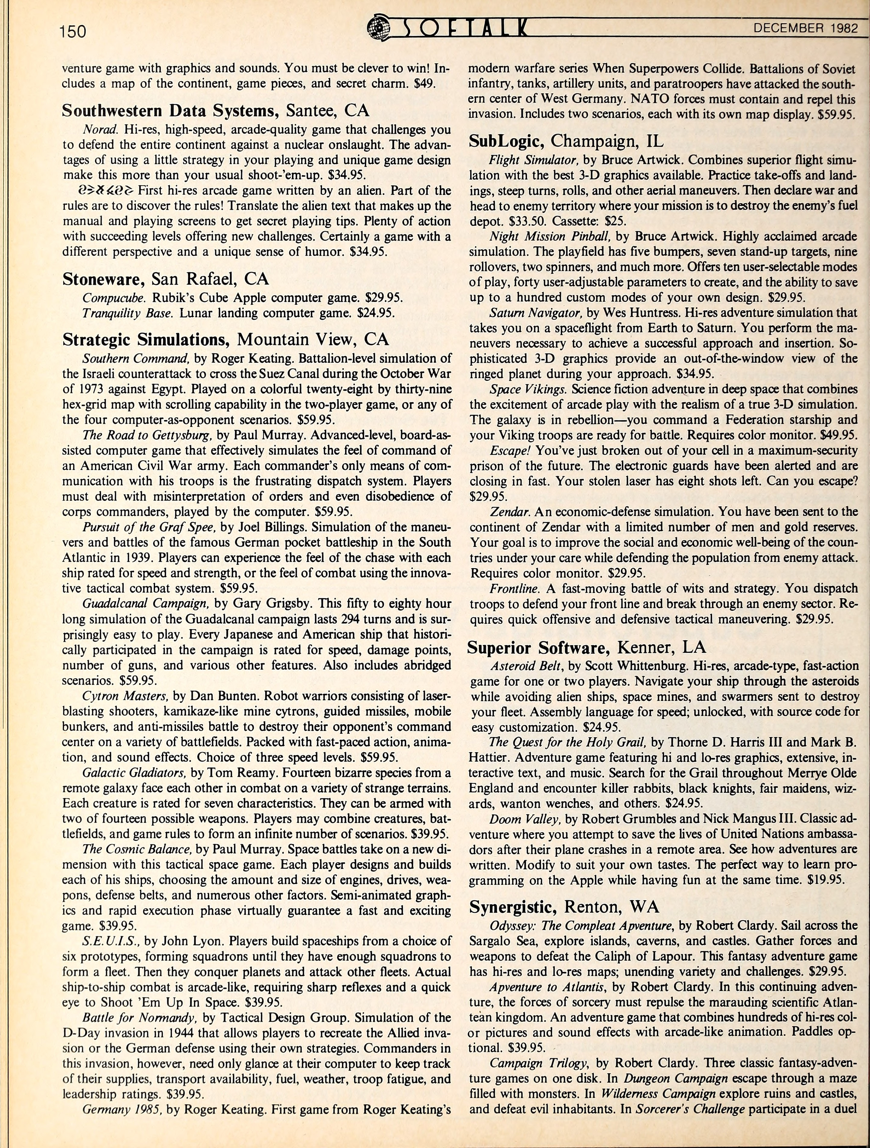 150
SOFTALK
DECEMBER 1982
venture game with graphics and sounds. You must be clever to win! In-
cludes a map of the continent, game pieces, and secret charm. $49.
Southwestern Data Systems, Santee, CA
Norad. Hi-res, high-speed, arcade-quality game that challenges you
to defend the entire continent against a nuclear onslaught. The advan-
tages of using a little strategy in your playing and unique game design
make this more than your usual shoot-'em-up. $34.95.
First hi-res arcade game written by an alien. Part of the
rules are to discover the rules! Translate the alien text that makes up the
manual and playing screens to get secret playing tips. Plenty of action
with succeeding levels offering new challenges. Certainly a game with a
different perspective and a unique sense of humor. $34.95.
Stoneware, San Rafael, CA
Compucube. Rubik's Cube Apple computer game. $29.95.
Tranquility Base. Lunar landing computer game. $24.95.
Strategic Simulations, Mountain View, CA
Southern Command, by Roger Keating. Battalion-level simulation of
the Israeli counterattack to cross the Suez Canal during the October War
of 1973 against Egypt. Played on a colorful twenty-eight by thirty-nine
hex-grid map with scrolling capability in the two-player game, or any of
the four computer-as-opponent scenarios. $59.95.
The Road to Gettysburg, by Paul Murray. Advanced-level, board-as-
sisted computer game that effectively simulates the feel of command of
an American Civil War army. Each commander's only means of com-
munication with his troops is the frustrating dispatch system. Players
must deal with misinterpretation of orders and even disobedience of
corps commanders, played by the computer. $59.95.
Pursuit of the Graf Spee, by Joel Billings. Simulation of the maneu-
vers and battles of the famous German pocket battleship in the South
Atlantic in 1939. Players can experience the feel of the chase with each
ship rated for speed and strength, or the feel of combat using the innova-
tive tactical combat system. $59.95.
Guadalcanal Campaign, by Gary Grigsby. This fifty to eighty hour
long simulation of the Guadalcanal campaign lasts 294 turns and is sur-
prisingly easy to play. Every Japanese and American ship that histori-
cally participated in the campaign is rated for speed, damage points,
number of guns, and various other features. Also includes abridged
scenarios. $59.95.
Cytron Masters, by Dan Bunten. Robot warriors consisting of laser-
blasting shooters, kamikaze-like mine cytrons, guided missiles, mobile
bunkers, and anti-missiles battle to destroy their opponent's command
center on a variety of battlefields. Packed with fast-paced action, anima-
tion, and sound effects. Choice of three speed levels. $59.95.
Galactic Gladiators, by Tom Reamy. Fourteen bizarre species from a
remote galaxy face each other in combat on a variety of strange terrains.
Each creature is rated for seven characteristics. They can be armed with
two of fourteen possible weapons. Players may combine creatures, bat-
tlefields, and game rules to form an infinite number of scenarios. $39.95.
The Cosmic Balance, by Paul Murray. Space battles take on a new di-
mension with this tactical space game. Each player designs and builds
each of his ships, choosing the amount and size of engines, drives, wea-
pons, defense belts, and numerous other factors. Semi-animated graph-
ics and rapid execution phase virtually guarantee a fast and exciting
game. $39.95.
S.E.U.I.S., by John Lyon. Players build spaceships from a choice of
six prototypes, forming squadrons until they have enough squadrons to
form a fleet. Then they conquer planets and attack other fleets. Actual
ship-to-ship combat is arcade-like, requiring sharp reflexes and a quick
eye to Shoot 'Em Up In Space. $39.95.
Battle for Normandy, by Tactical Design Group. Simulation of the
D-Day invasion in 1944 that allows players to recreate the Allied inva-
sion or the German defense using their own strategies. Commanders in
this invasion, however, need only glance at their computer to keep track
of their supplies, transport availability, fuel, weather, troop fatigue, and
leadership ratings. $39.95.
Germany 1985, by Roger Keating. First game from Roger Keating's
modern warfare series When Superpowers Collide. Battalions of Soviet
infantry, tanks, artillery units, and paratroopers have attacked the south-
ern center of West Germany. NATO forces must contain and repel this
invasion. Includes two scenarios, each with its own map display. $59.95.
SubLogic, Champaign, IL
Flight Simulator, by Bruce Artwick. Combines superior flight simu-
lation with the best 3-D graphics available. Practice take-offs and land-
ings, steep turns, rolls, and other aerial maneuvers. Then declare war and
head to enemy territory where your mission is to destroy the enemy's fuel
depot. $33.50. Cassette: $25.
Night Mission Pinball, by Bruce Artwick. Highly acclaimed arcade
simulation. The playfield has five bumpers, seven stand-up targets, nine
rollovers, two spinners, and much more. Offers ten user-selectable modes
of play, forty user-adjustable parameters to create, and the ability to save
up to a hundred custom modes of your own design. $29.95.
Saturn Navigator, by Wes Huntress. Hi-res adventure simulation that
takes you on a spaceflight from Earth to Saturn. You perform the ma-
neuvers necessary to achieve a successful approach and insertion. So-
phisticated 3-D graphics provide an out-of-the-window view of the
ringed planet during your approach. $34.95.
Space Vikings. Science fiction adventure in deep space that combines
the excitement of arcade play with the realism of a true 3-D simulation.
The galaxy is in rebellion—you command a Federation starship and
your Viking troops are ready for battle. Requires color monitor. $49.95.
Escape! You've just broken out of your cell in a maximum-security
prison of the future. The electronic guards have been alerted and are
closing in fast. Your stolen laser has eight shots left. Can you escape?
$29.95.
Zendar. An economic-defense simulation. You have been sent to the
continent of Zendar with a limited number of men and gold reserves.
Your goal is to improve the social and economic well-being of the coun-
tries under your care while defending the population from enemy attack.
Requires color monitor. $29.95.
Frontline. A fast-moving battle of wits and strategy. You dispatch
troops to defend your front line and break through an enemy sector. Re-
quires quick offensive and defensive tactical maneuvering. $29.95.
Superior Software, Kenner, LA
Asteroid Belt, by Scott Whittenburg. Hi-res, arcade-type, fast-action
game for one or two players. Navigate your ship through the asteroids
while avoiding alien ships, space mines, and swarmers sent to destroy
your fleet. Assembly language for speed; unlocked, with source code for
easy customization. $24.95.
The Quest for the Holy Grail, by Thorne D. Harris III and Mark B.
Hattier. Adventure game featuring hi and lo-res graphics, extensive, in-
teractive text, and music. Search for the Grail throughout Merrye Olde
England and encounter killer rabbits, black knights, fair maidens, wiz-
ards, wanton wenches, and others. $24.95.
Doom Valley, by Robert Grumbles and Nick Mangus III. Classic ad-
venture where you attempt to save the lives of United Nations ambassa-
dors after their plane crashes in a remote area. See how adventures are
written. Modify to suit your own tastes. The perfect way to learn pro-
gramming on the Apple while having fun at the same time. $19.95.
Synergistic, Renton, WA
Odyssey: The Compleat Apventure, by Robert Clardy. Sail across the
Sargalo Sea, explore islands, caverns, and castles. Gather forces and
weapons to defeat the Caliph of Lapour. This fantasy adventure game
has hi-res and lo-res maps; unending variety and challenges. $29.95.
Apventure to Atlantis, by Robert Clardy. In this continuing adven-
ture, the forces of sorcery must repulse the marauding scientific Atlan-
tean kingdom. An adventure game that combines hundreds of hi-res col-
or pictures and sound effects with arcade-like animation. Paddles op-
tional. $39.95.
Campaign Trilogy, by Robert Clardy. Three classic fantasy-adven-
ture games on one disk. In Dungeon Campaign escape through a maze
filled with monsters. In Wilderness Campaign explore ruins and castles,
and defeat evil inhabitants. In Sorcerer's Challenge participate in a duel